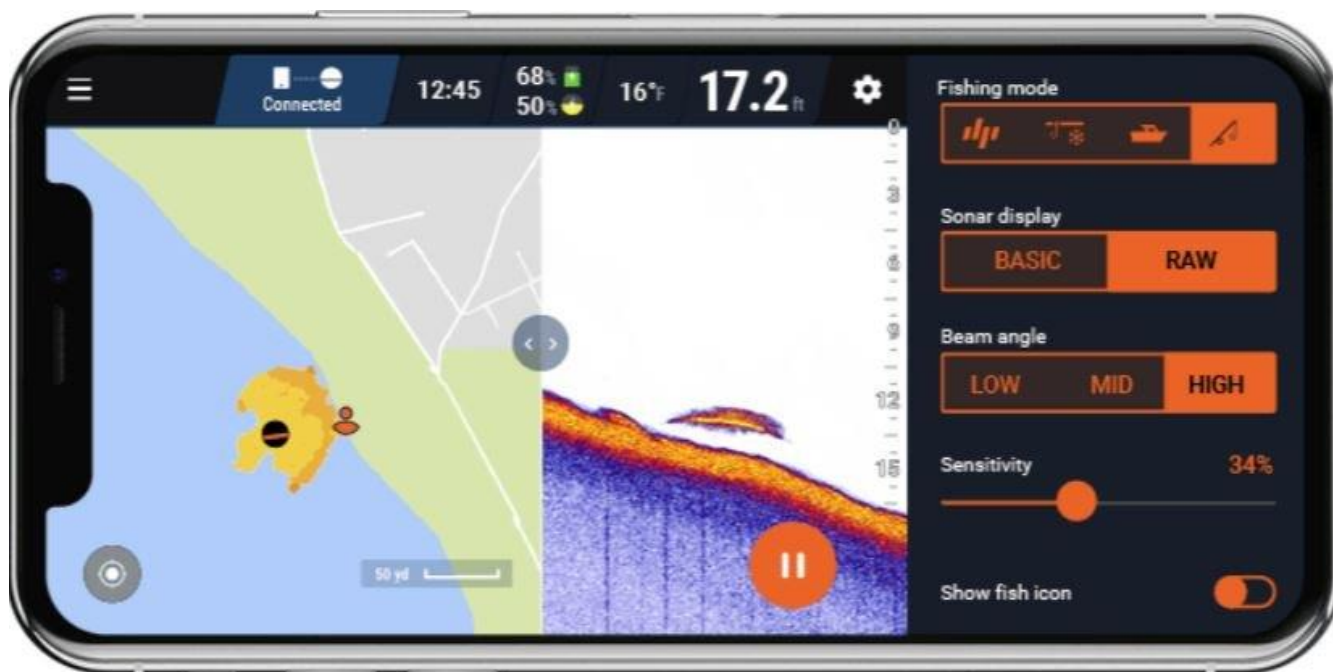 Connected
12:45
68%
50%
16°F
17.2 ft
0
3
6
9
12
15
50 yd
Fishing mode
Sonar display
BASIC RAW
Beam angle
LOW MID HIGH
Sensitivity 34%
Show fish icon